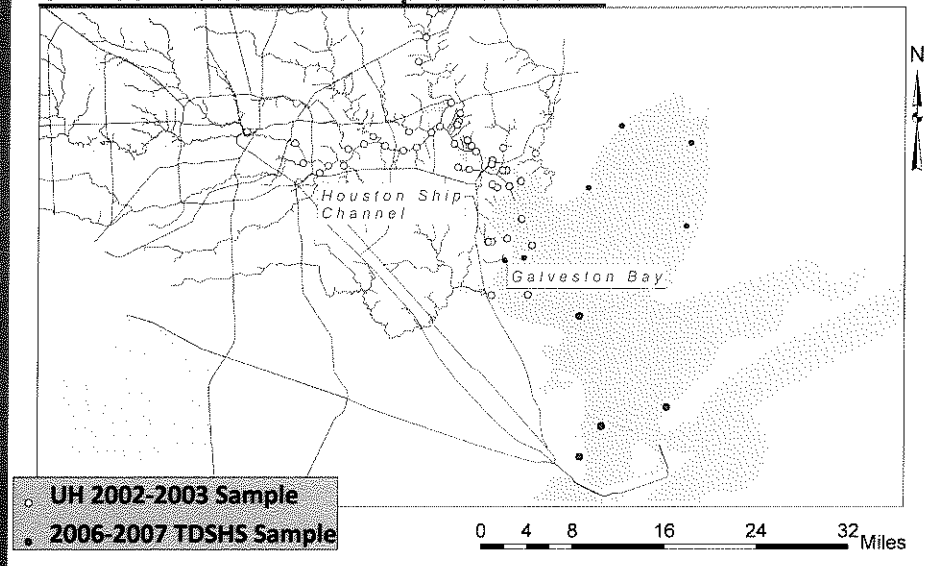 N
Houston Ship
Channel
Galveston Bay
UH 2002-2003 Sample
2006-2007 TDSHS Sample
0 4 8 16 24 32 Miles